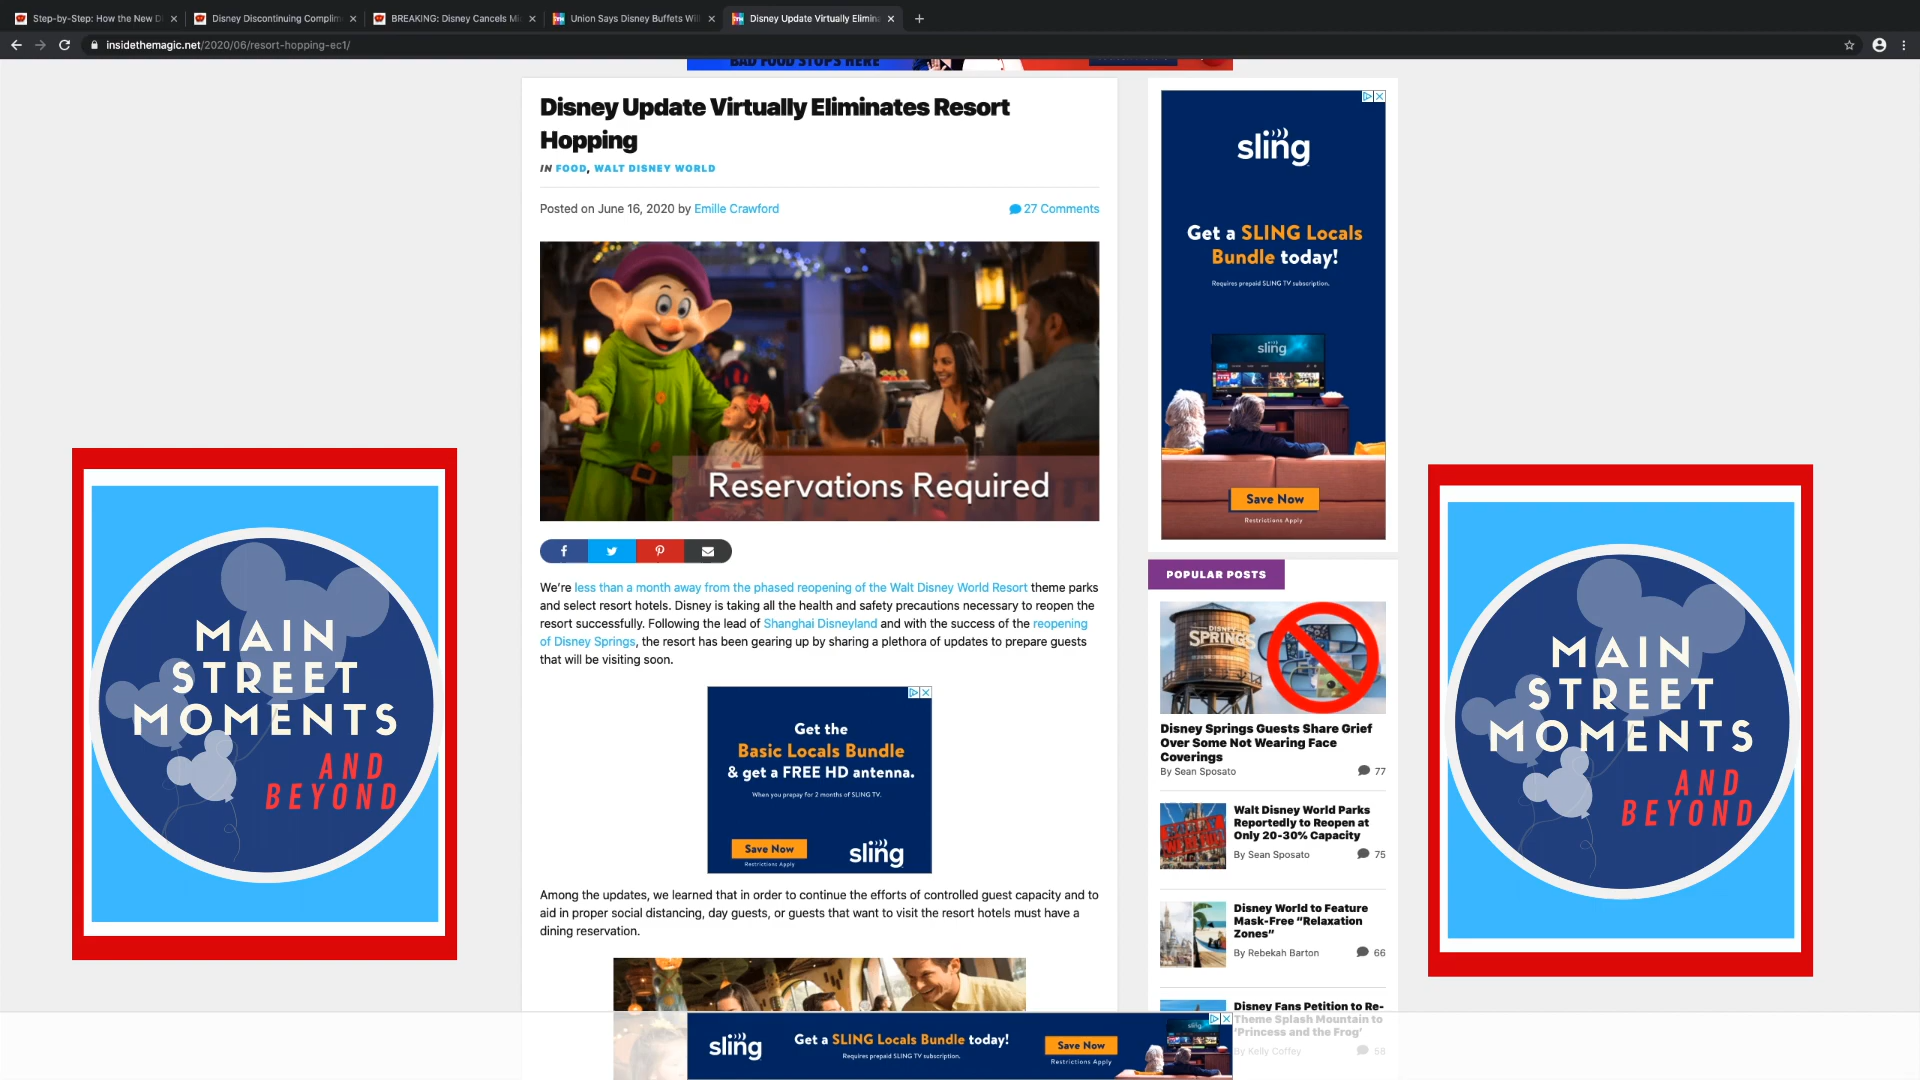 Step-by-Step: How the New D
Disney Discontinuing Complim
BREAKING: Disney Cancels Mi
Union Says Disney Buffets Will
Disney Update Virtually Elimina
insidethemagic.net/2020/06/resort-hopping-ec1/
BAD FOOD STOPS HERE
Disney Update Virtually Eliminates Resort
Hopping
IN FOOD, WALT DISNEY WORLD
Posted on June 16, 2020 by Emilie Crawford
27 Comments
Reservations Required
We're less than a month away from the phased reopening of the Walt Disney World Resort theme parks
and select resort hotels. Disney is taking all the health and safety precautions necessary to reopen the
resort successfully. Following the lead of Shanghai Disneyland and with the success of the reopening
of Disney Springs, the resort has been gearing up by sharing a plethora of updates to prepare guests
that will be visiting soon.
Get the
Basic Locals Bundle
& get a FREE HD antenna.
When you prepay for 2 months of SLING TV.
Save Now
Restrictions Apply
sling
Among the updates, we learned that in order to continue the efforts of controlled guest capacity and to
aid in proper social distancing, day guests, or guests that want to visit the resort hotels must have a
dining reservation.
sling
Get a SLING Locals
Bundle today!
Requires prepaid SLING TV subscription.
sling
Save Now
Restrictions Apply
POPULAR POSTS
DISNEY
SPRINGS
Disney Springs Guests Share Grief
Over Some Not Wearing Face
Coverings
By Sean Sposato
77
Walt Disney World Parks
Reportedly to Reopen at
Only 20-30% Capacity
By Sean Sposato
75
Disney World to Feature
Mask-Free "Relaxation
Zones"
By Rebekah Barton
66
Disney Fans Petition to Re-
Theme Splash Mountain to
'Princess and the Frog'
By Kelly Coffey
58
sling
Get a SLING Locals Bundle today!
Requires prepaid SLING TV subscription.
Save Now
Restrictions Apply
sling
MAIN
STREET
MOMENTS
AND
BEYOND
MAIN
STREET
MOMENTS
AND
BEYOND